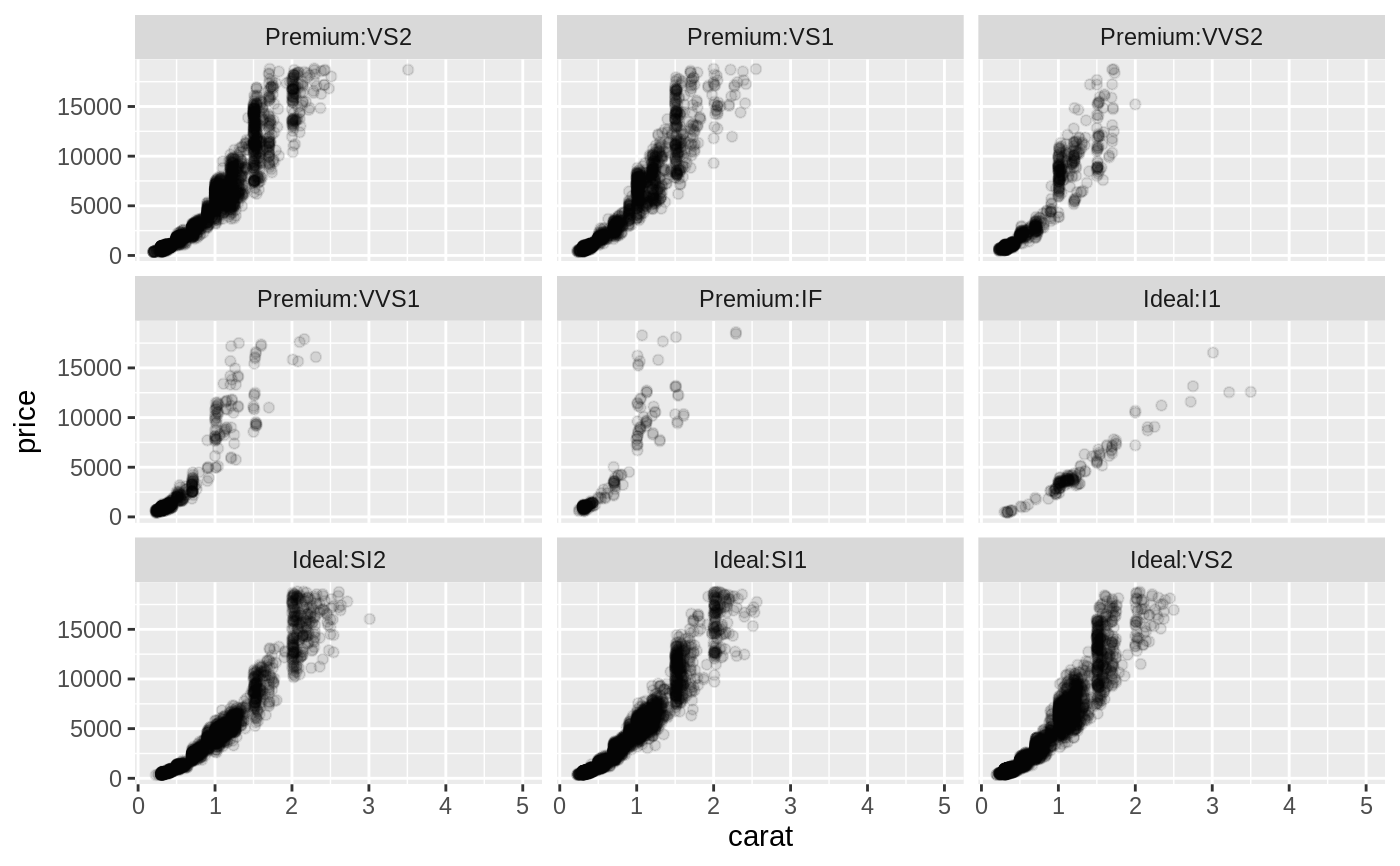 Premium:VS2 Premium:VS1 Premium:VVS2
15000
10000
5000
0
Premium:VVS1 Premium:IF Ideal:I1
15000
10000
5000
0
price
Ideal:SI2 Ideal:SI1 Ideal:VS2
15000
10000
5000
0
0 1 2 3 4 5 0 1 2 3 4 5 0 1 2 3 4 5
carat